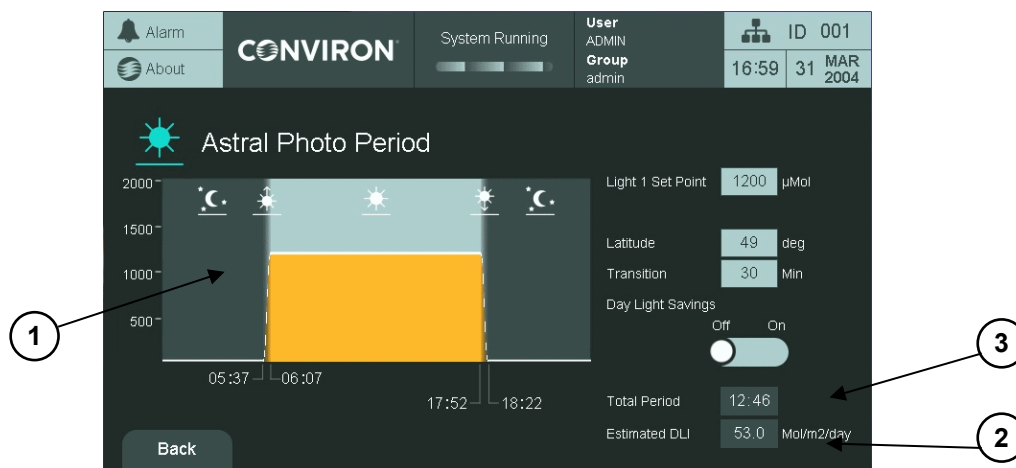 Alarm
About
CONVIRON
System Running
User
ADMIN
Group
admin
ID 001
16:59 31 MAR 2004
Astral Photo Period
2000
1500
1000
500
05:37 06:07
17:52 18:22
Light 1 Set Point 1200 µMol
Latitude 49 deg
Transition 30 Min
Day Light Savings
Off On
Total Period 12:46
Estimated DLI 53.0 Mol/m2/day
Back
1
3
2